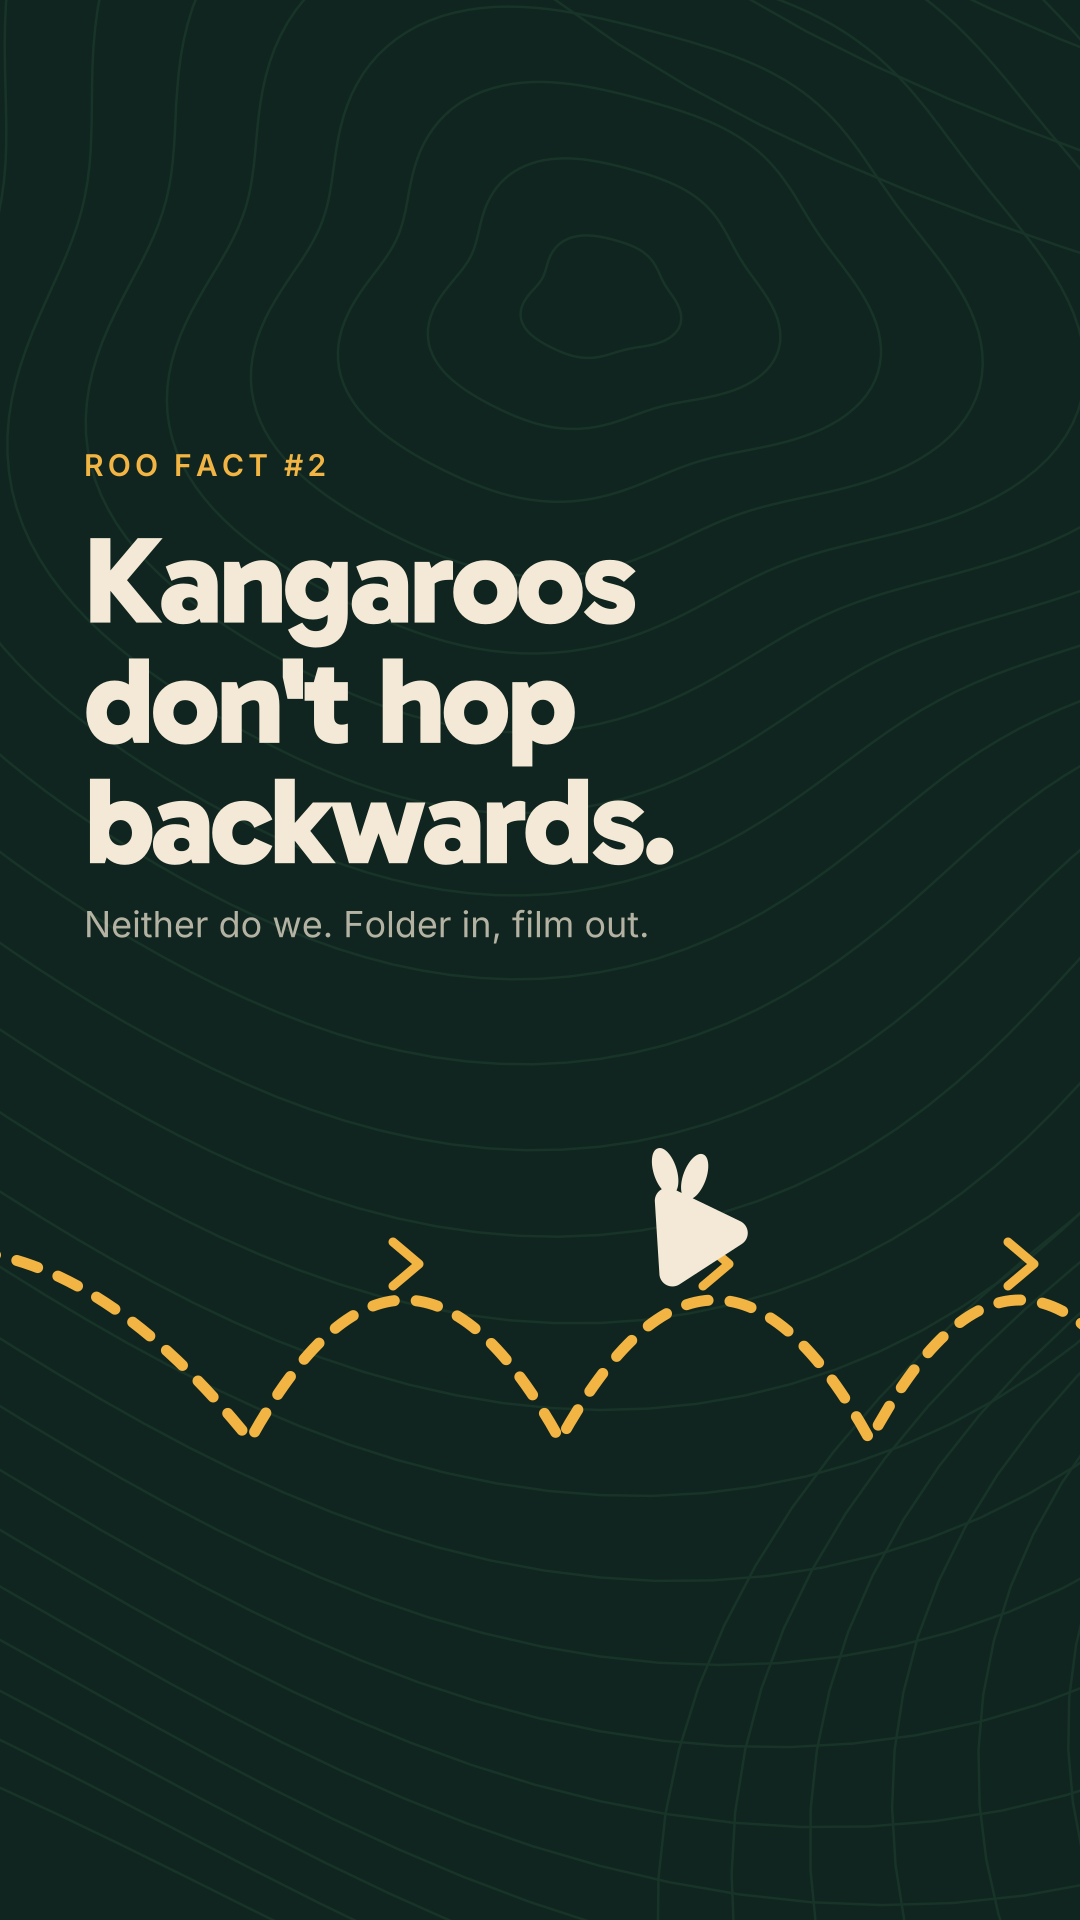 ROO FACT #2
Kangaroos
don't hop
backwards.
Neither do we. Folder in, film out.